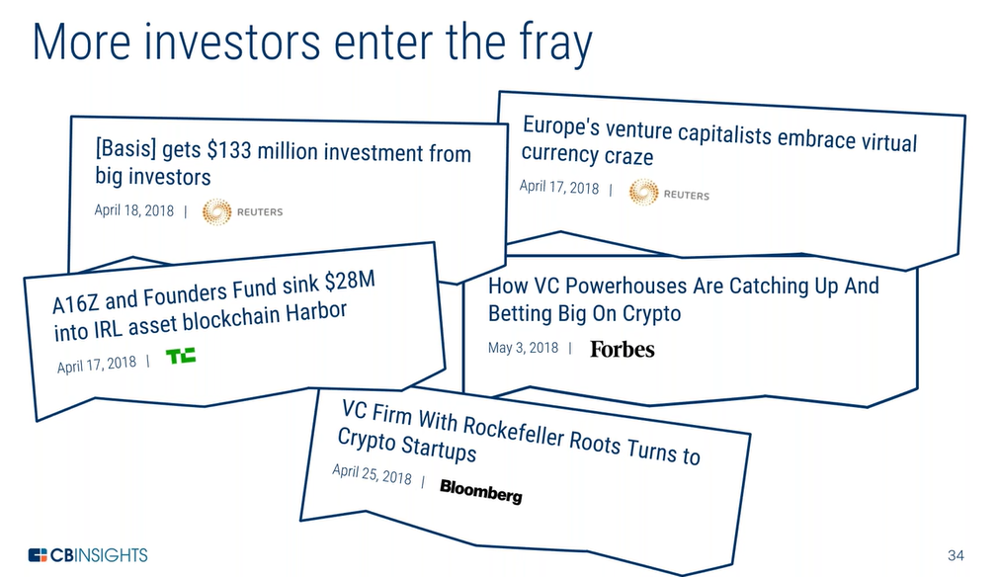 More investors enter the fray
[Basis] gets $133 million investment from
big investors
April 18, 2018 |
REUTERS
Europe's venture capitalists embrace virtual
currency craze
April 17, 2018 |
REUTERS
A16Z and Founders Fund sink $28M
into IRL asset blockchain Harbor
April 17, 2018 |
TC
How VC Powerhouses Are Catching Up And
Betting Big On Crypto
May 3, 2018 |
Forbes
VC Firm With Rockefeller Roots Turns to
Crypto Startups
April 25, 2018 |
Bloomberg
CBINSIGHTS
34